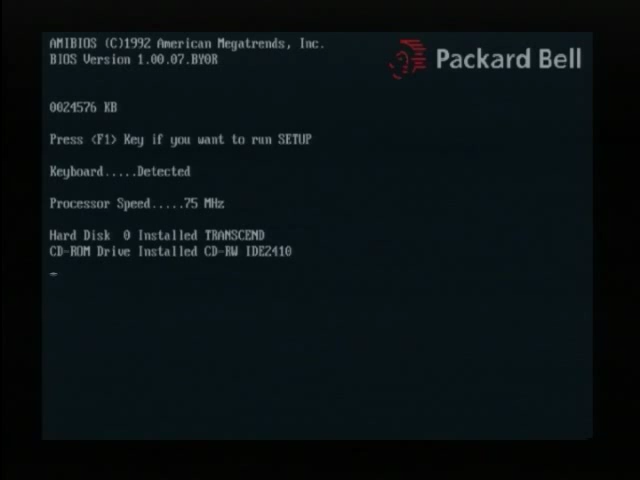 AMIBIOS (C)1992 American Megatrends, Inc.
BIOS Version 1.00.07.BY0R
Packard Bell
0024576 KB
Press <F1> Key if you want to run SETUP
Keyboard.....Detected
Processor Speed.....75 MHz
Hard Disk  0 Installed TRANSCEND
CD-ROM Drive Installed CD-RW IDE2410
_